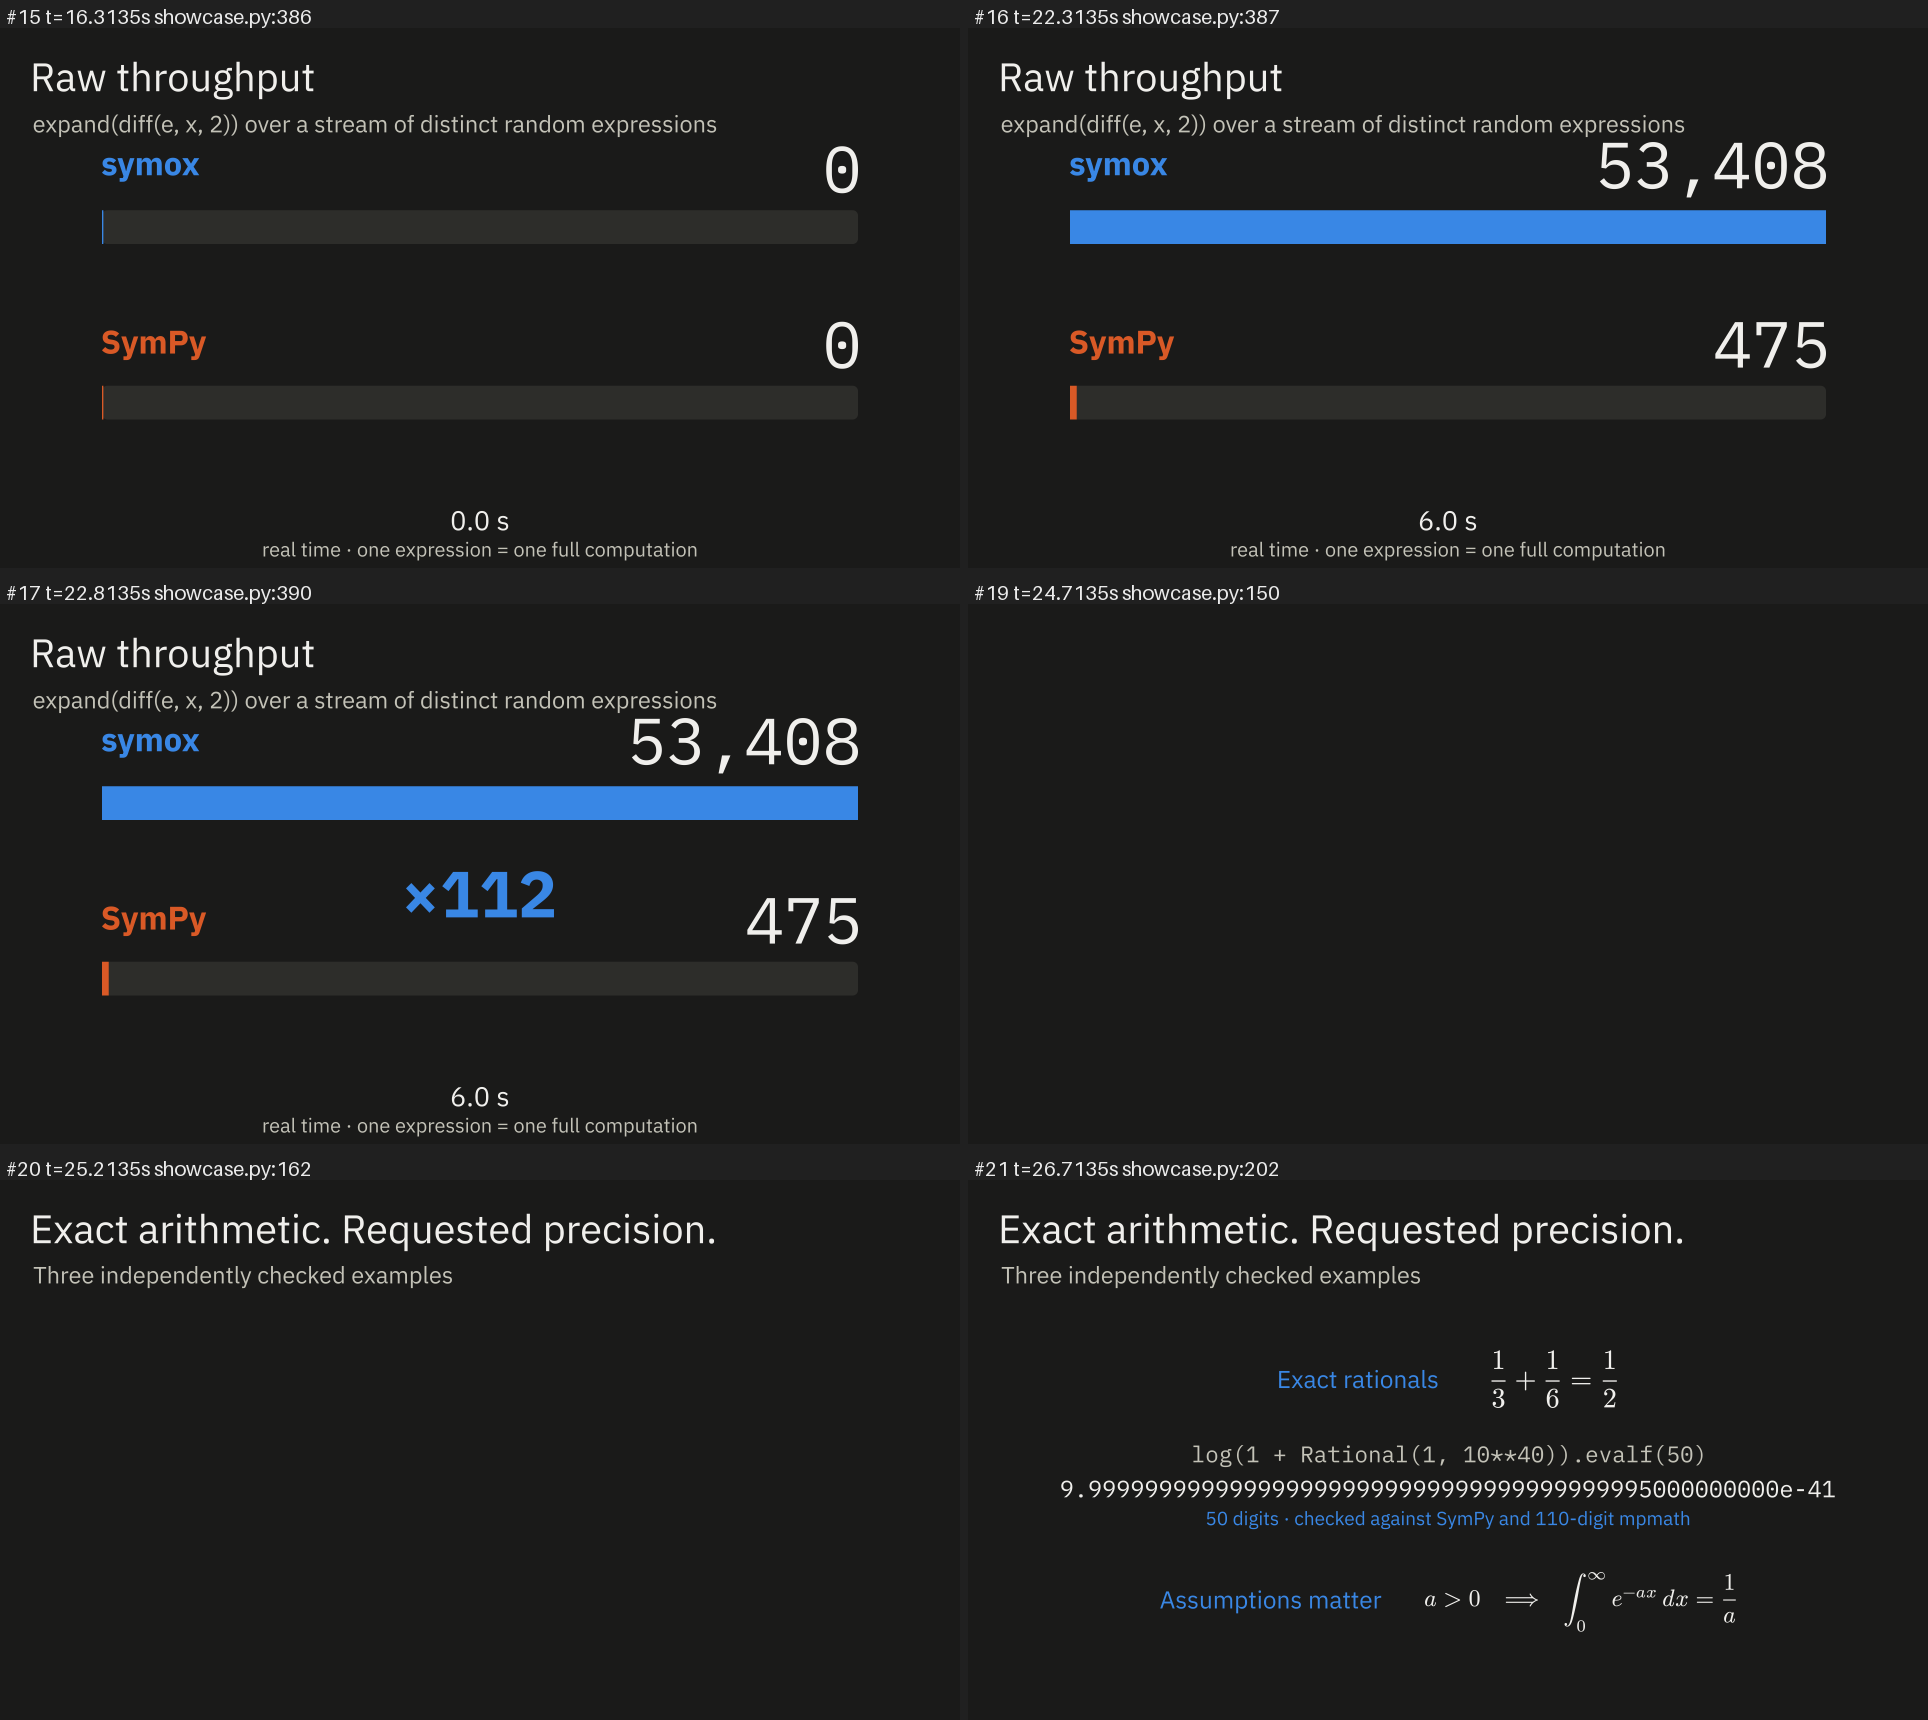 #15 t=16.3135s showcase.py:386
Raw throughput
expand(diff(e, x, 2)) over a stream of distinct random expressions
symox
0
SymPy
0
0.0 s
real time · one expression = one full computation
#16 t=22.3135s showcase.py:387
Raw throughput
expand(diff(e, x, 2)) over a stream of distinct random expressions
symox
53,408
SymPy
475
6.0 s
real time · one expression = one full computation
#17 t=22.8135s showcase.py:390
Raw throughput
expand(diff(e, x, 2)) over a stream of distinct random expressions
symox
53,408
×112
SymPy
475
6.0 s
real time · one expression = one full computation
#19 t=24.7135s showcase.py:150
#20 t=25.2135s showcase.py:162
Exact arithmetic. Requested precision.
Three independently checked examples
#21 t=26.7135s showcase.py:202
Exact arithmetic. Requested precision.
Three independently checked examples
Exact rationals 1/3 + 1/6 = 1/2
log(1 + Rational(1, 10**40)).evalf(50)
9.9999999999999999999999999999999999999995000000000e-41
50 digits · checked against SymPy and 110-digit mpmath
Assumptions matter a > 0 ⟹ ∫₀^∞ e^{−ax} dx = 1/a